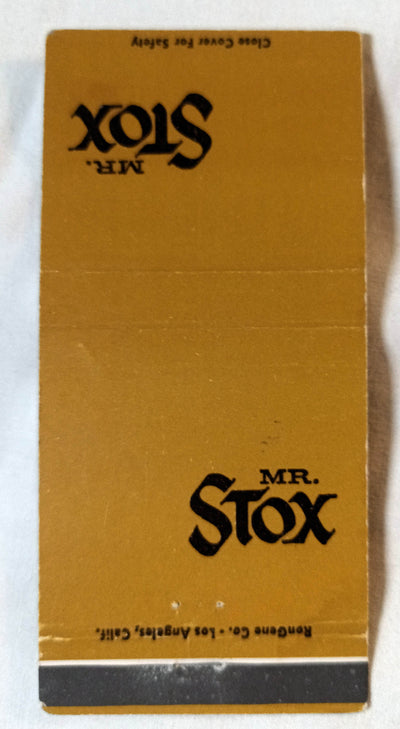 Close Cover For Safety
MR.
STOX
MR.
STOX
RonGene Co. - Los Angeles, Calif.